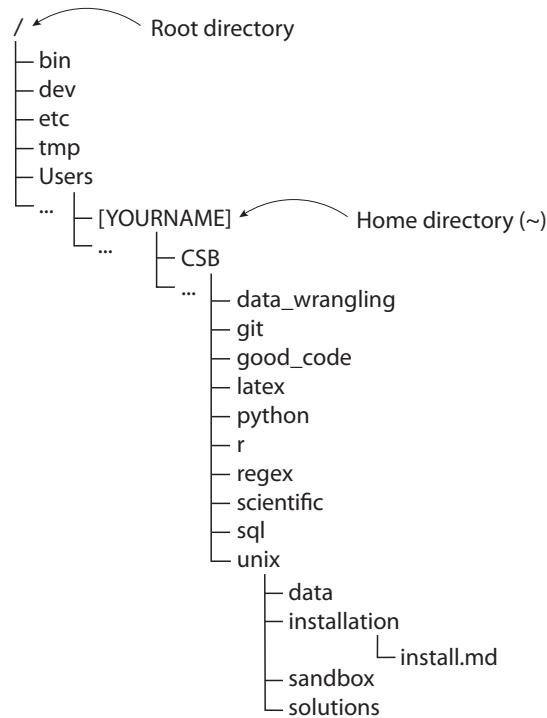 / Root directory
bin
dev
etc
tmp
Users
... [YOURNAME] Home directory (~)
... CSB
... data_wrangling
git
good_code
latex
python
r
regex
scientific
sql
unix
data
installation
install.md
sandbox
solutions